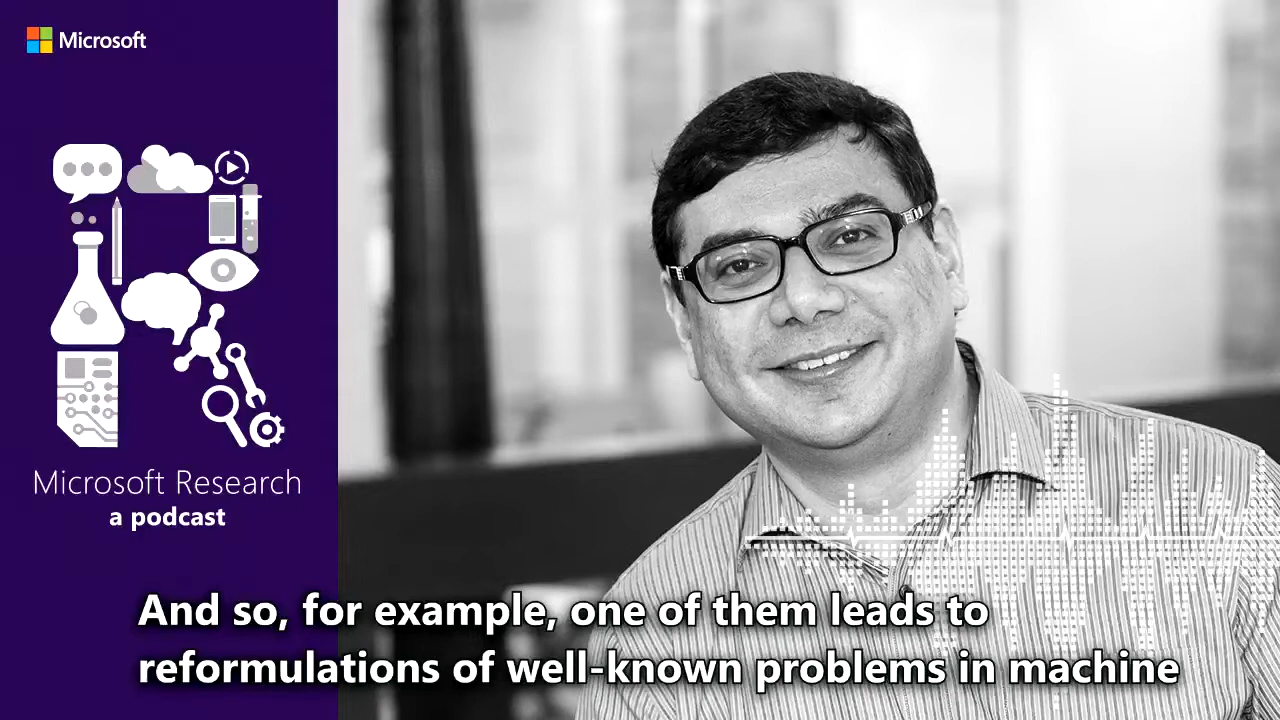 Microsoft
Microsoft Research
a podcast
And so, for example, one of them leads to
reformulations of well-known problems in machine